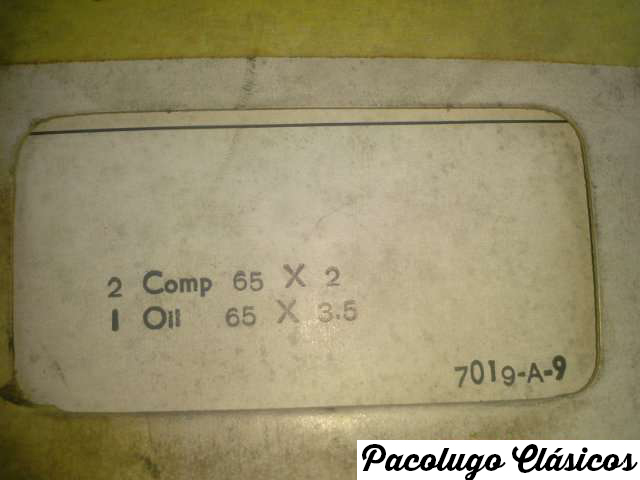 2 Comp 65 X 2
1 Oil 65 X 3.5
7019-A-9
Pacolugo Clásicos